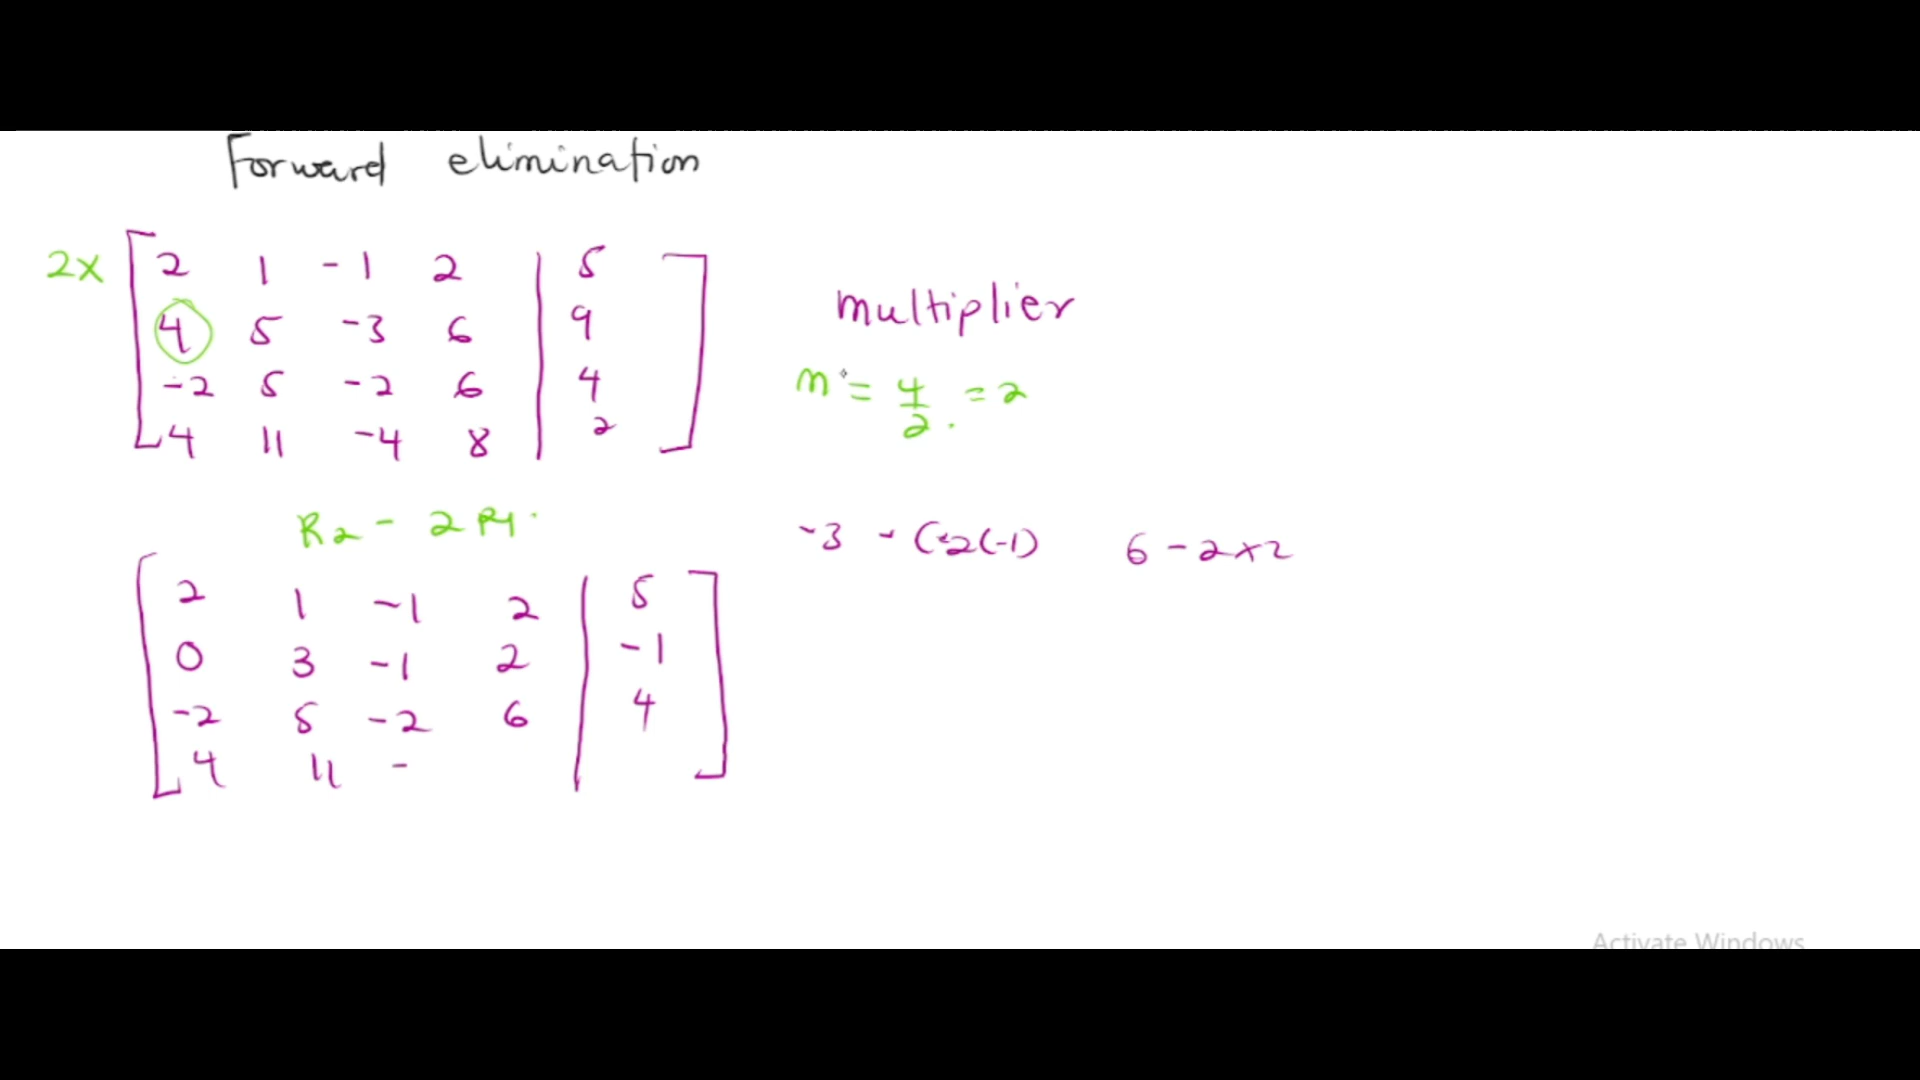 Forward elimination
2x [ 2 1 -1 2 | 5 ]
4 5 -3 6 | 9
-2 5 -2 6 | 4
4 11 -4 8 | 2
multiplier
m = 4/2. = 2
R2 - 2R1.
-3 - (-2(-1) 6 - 2x2
[ 2 1 -1 2 | 5 ]
0 3 -1 2 | -1
-2 5 -2 6 | 4
4 11 -
Activate Windows